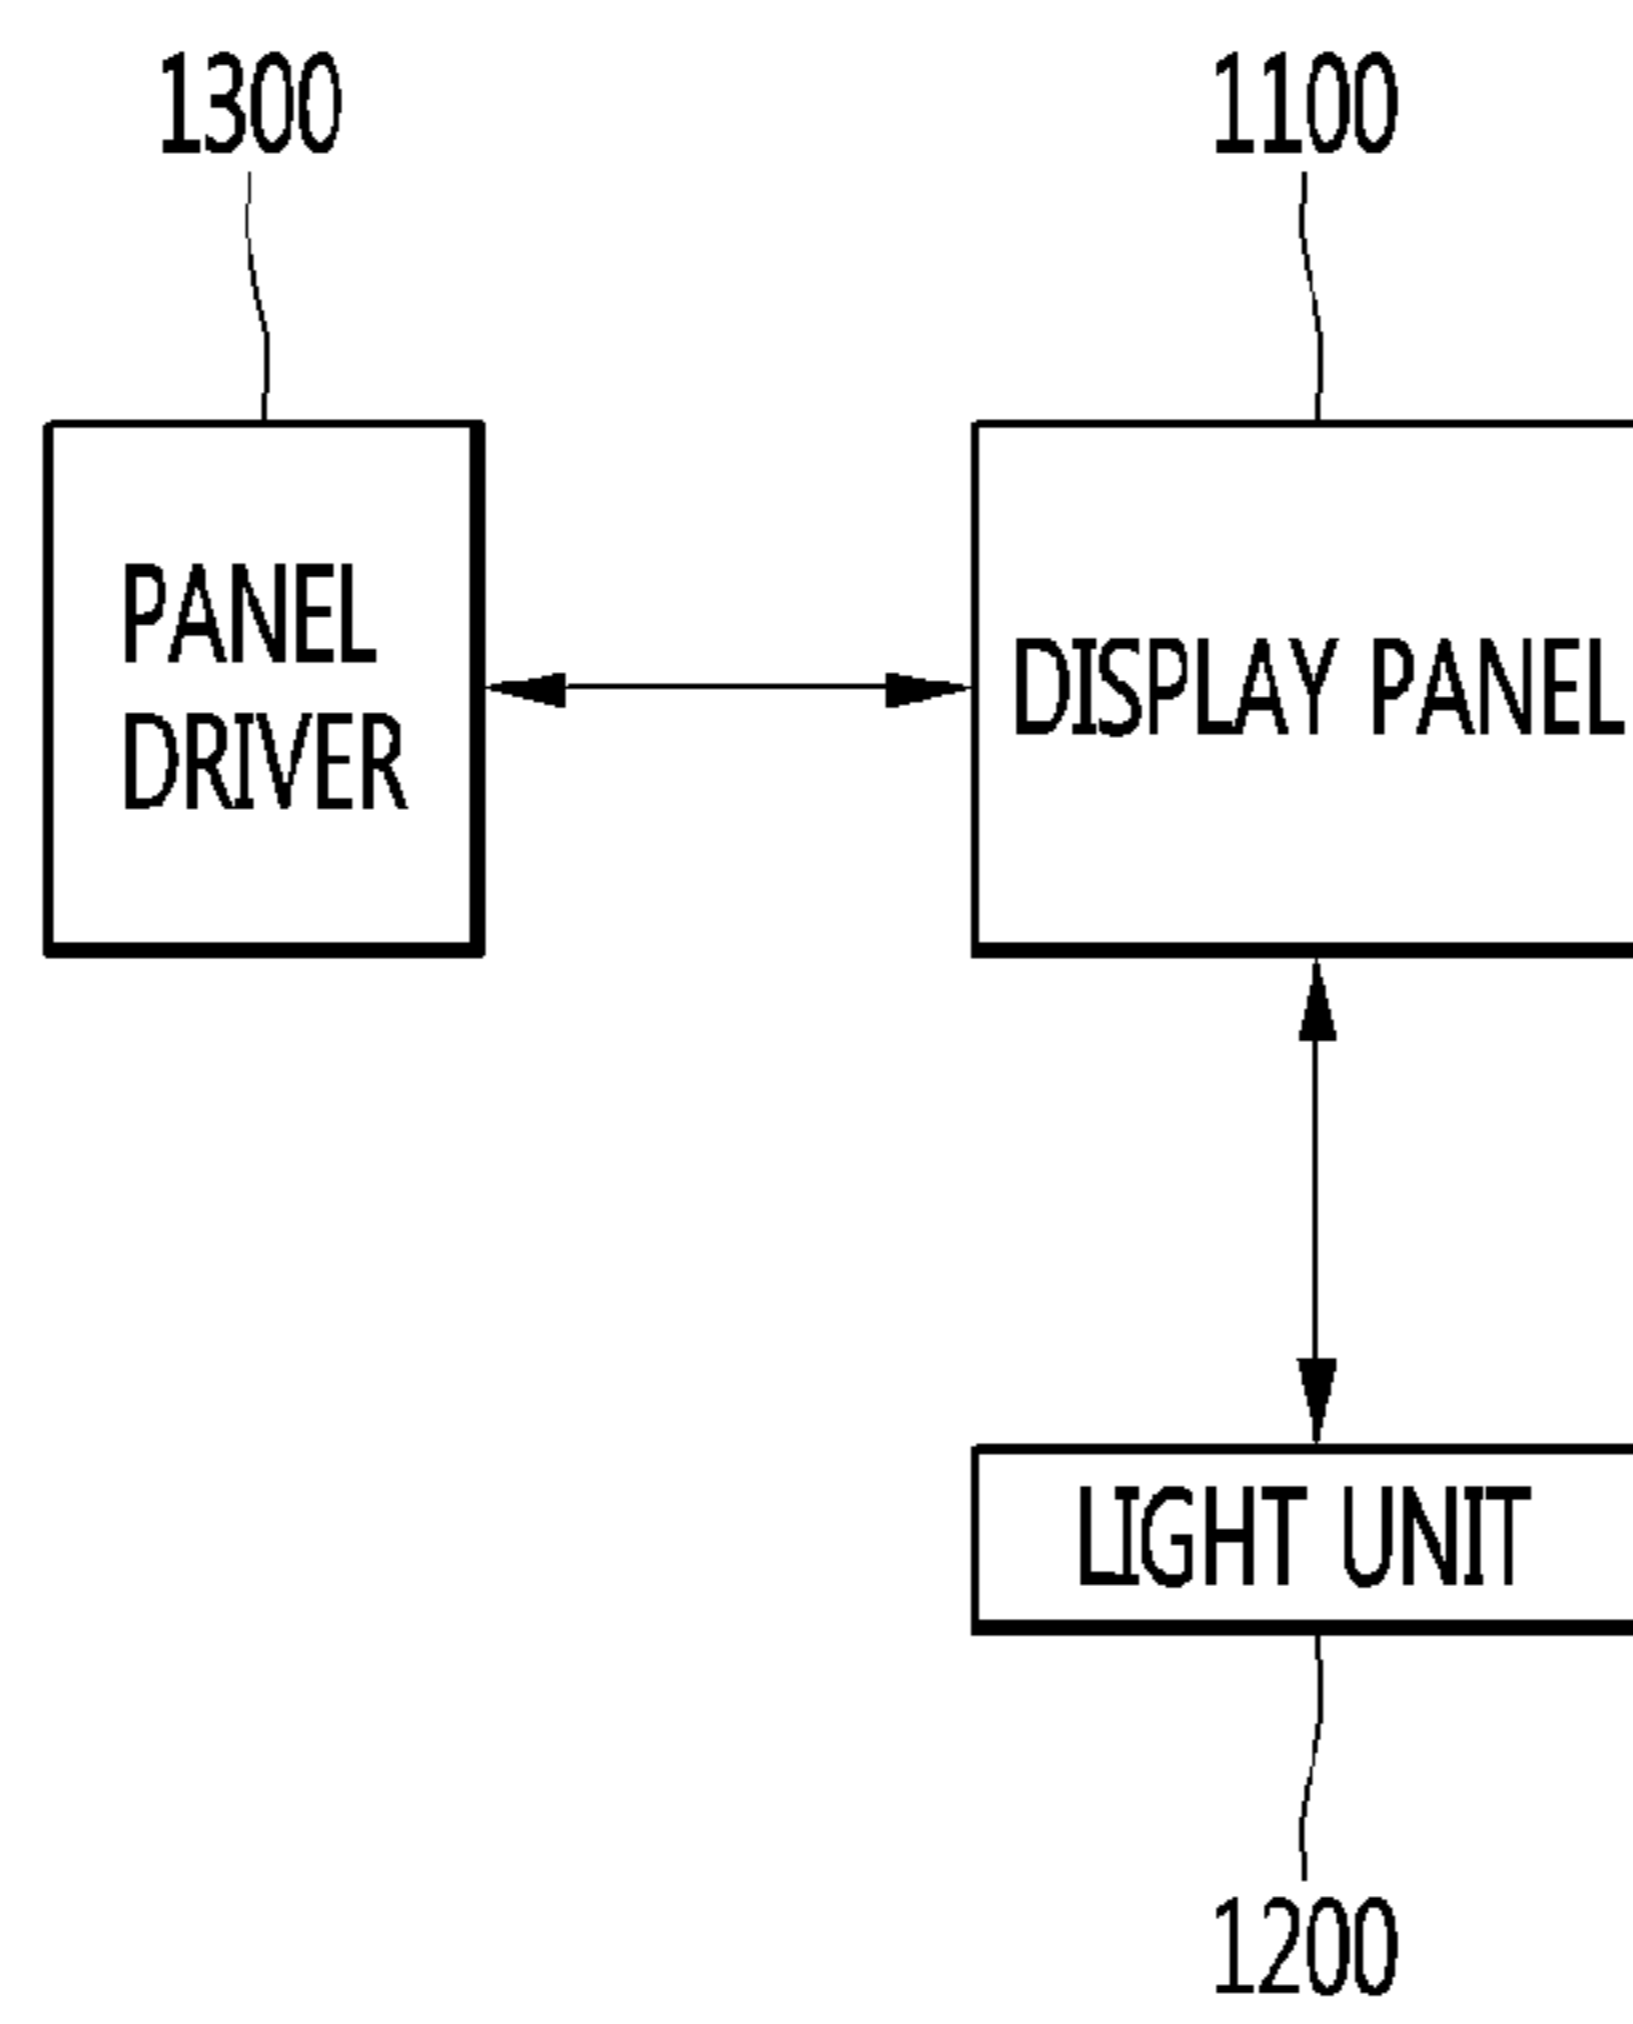 1300
1100
PANEL
DRIVER
DISPLAY PANEL
LIGHT UNIT
1200